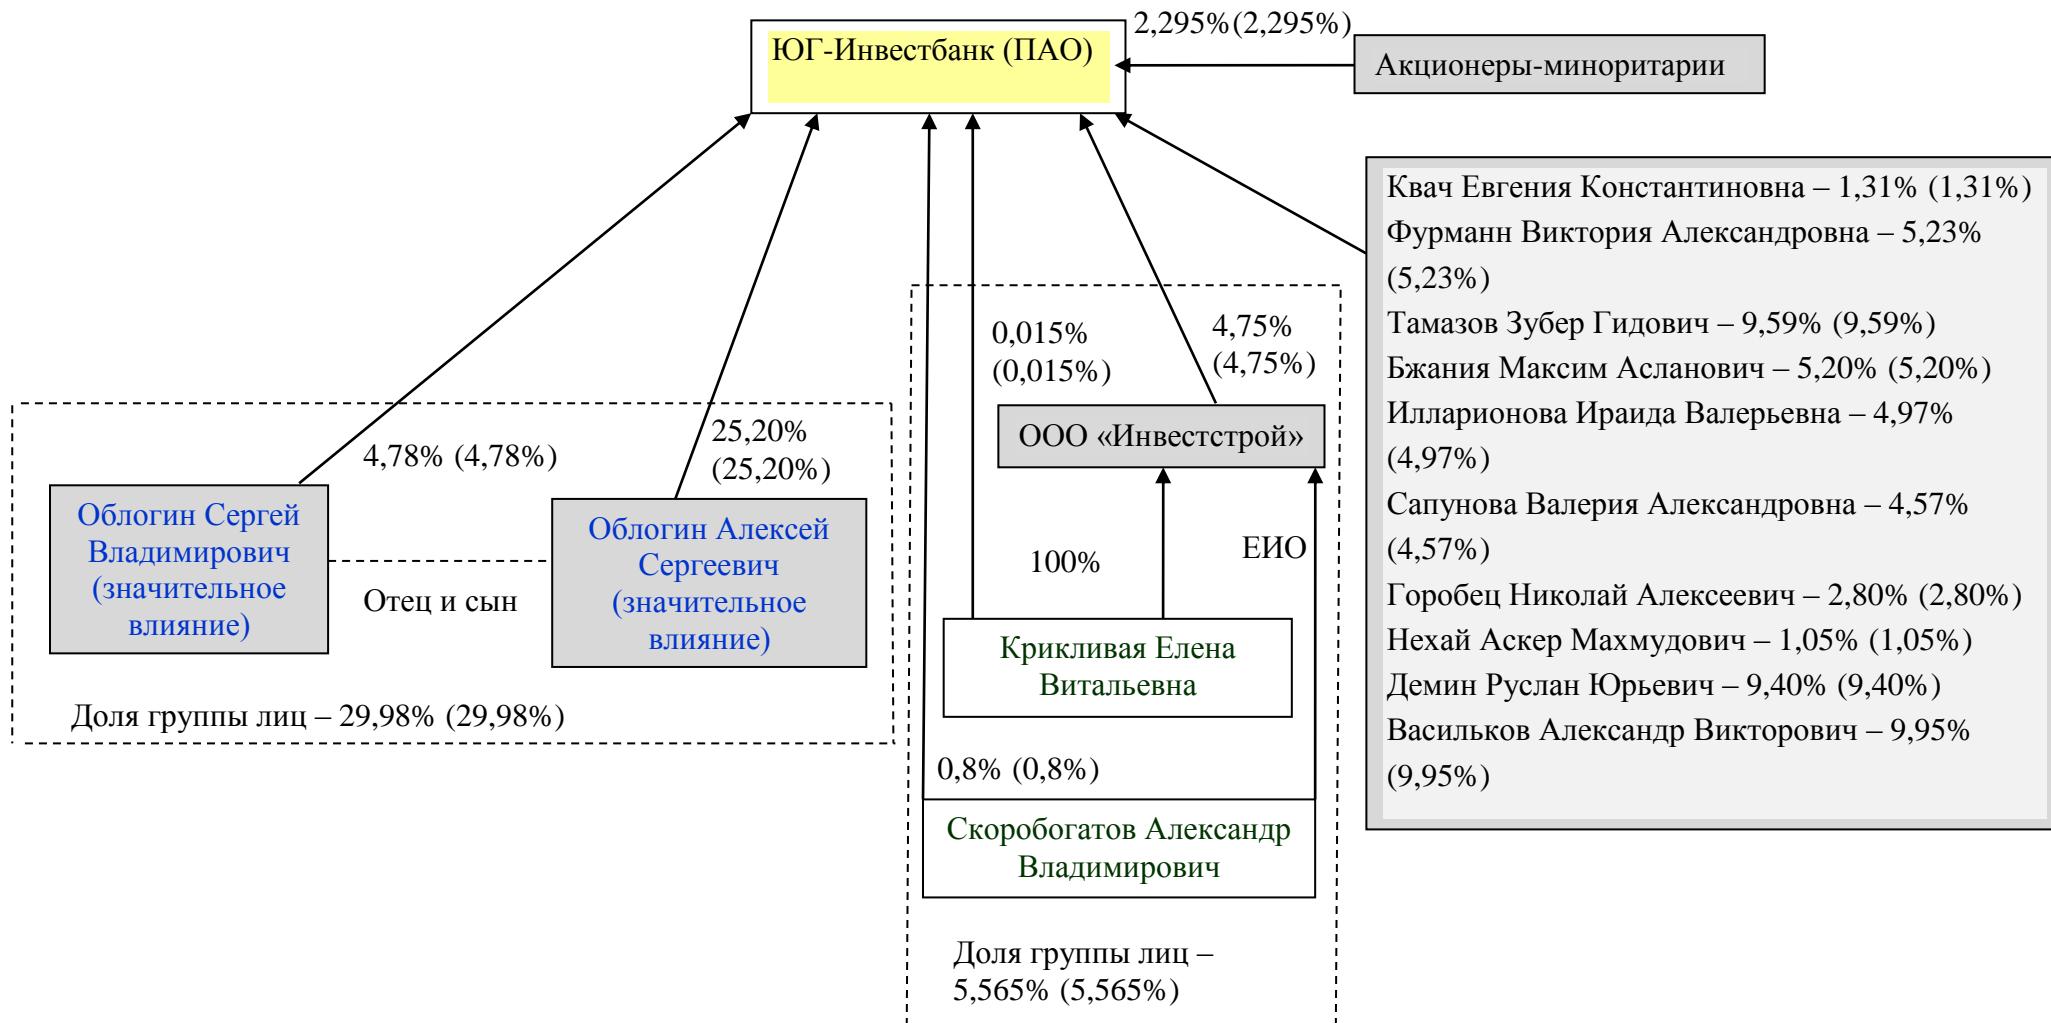 2,295%(2,295%)
ЮГ-Инвестбанк (ПАО)
Акционеры-миноритарии
Квач Евгения Константиновна – 1,31% (1,31%)
Фурманн Виктория Александровна – 5,23%
(5,23%)
Тамазов Зубер Гидович – 9,59% (9,59%)
Бжания Максим Асланович – 5,20% (5,20%)
Илларионова Ираида Валерьевна – 4,97%
(4,97%)
Сапунова Валерия Александровна – 4,57%
(4,57%)
Горобец Николай Алексеевич – 2,80% (2,80%)
Нехай Аскер Махмудович – 1,05% (1,05%)
Демин Руслан Юрьевич – 9,40% (9,40%)
Васильков Александр Викторович – 9,95%
(9,95%)
4,78% (4,78%)
25,20%
(25,20%)
Облогин Сергей
Владимирович
(значительное
влияние)
Отец и сын
Облогин Алексей
Сергеевич
(значительное
влияние)
Доля группы лиц – 29,98% (29,98%)
0,015%
(0,015%)
4,75%
(4,75%)
ООО «Инвестстрой»
100%
ЕИО
Крикливая Елена
Витальевна
0,8% (0,8%)
Скоробогатов Александр
Владимирович
Доля группы лиц –
5,565% (5,565%)